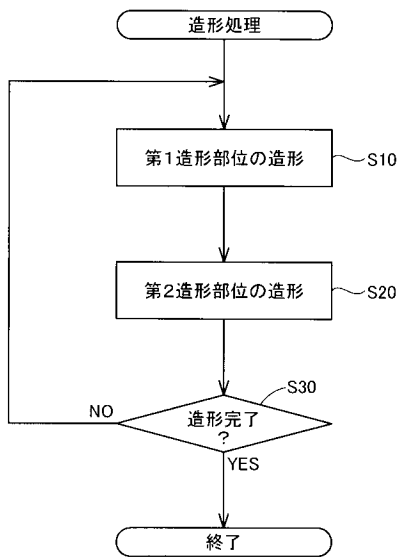 造形処理
第1造形部位の造形
S10
第2造形部位の造形
S20
S30
造形完了
?
NO
YES
終了